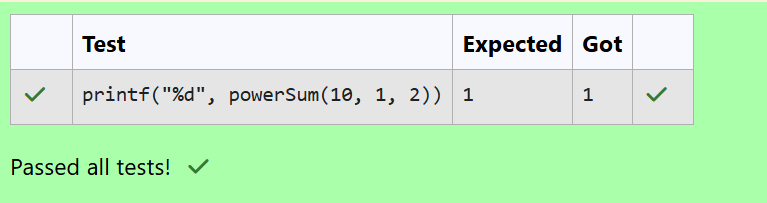 Test Expected Got
printf("%d", powerSum(10, 1, 2)) 1 1
Passed all tests!